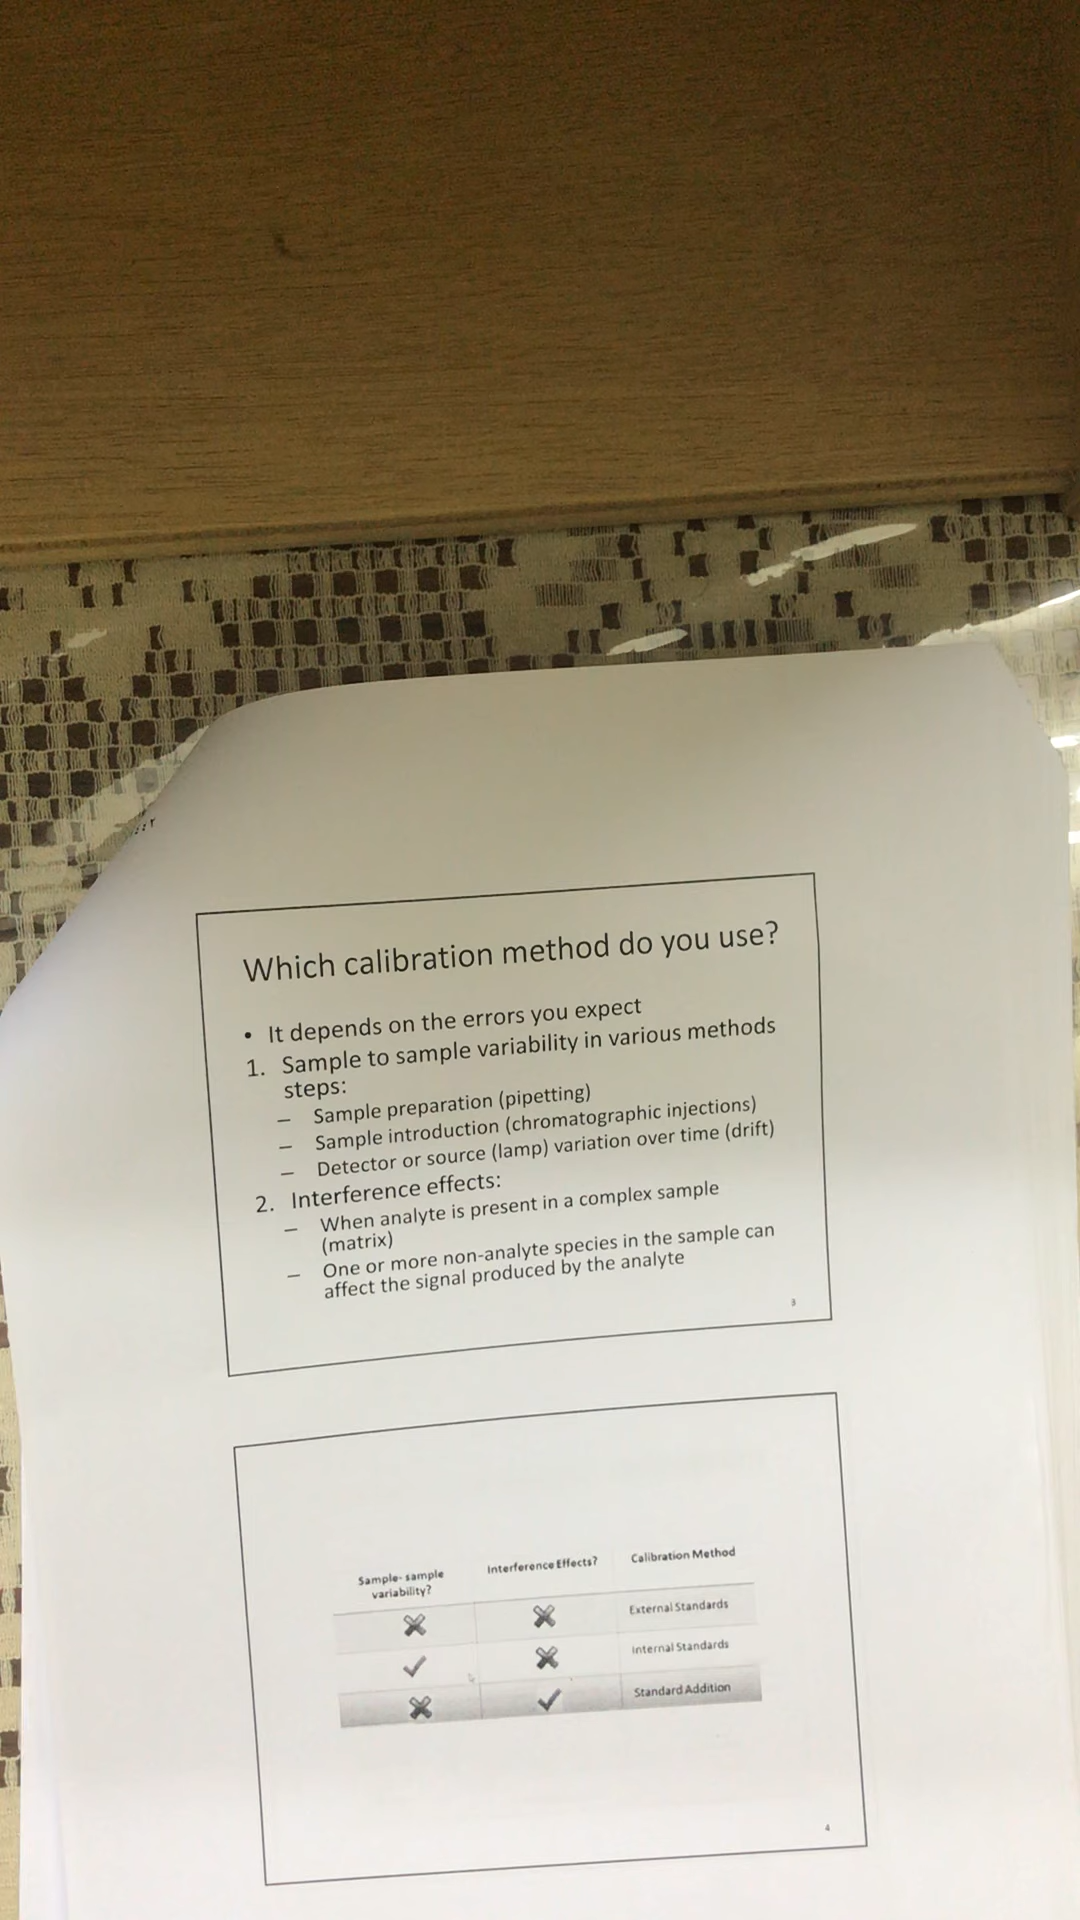 Which calibration method do you use?
• It depends on the errors you expect
1. Sample to sample variability in various methods
steps:
– Sample preparation (pipetting)
– Sample introduction (chromatographic injections)
– Detector or source (lamp) variation over time (drift)
2. Interference effects:
– When analyte is present in a complex sample
(matrix)
– One or more non-analyte species in the sample can
affect the signal produced by the analyte
3
Sample- sample
variability?
Interference Effects?
Calibration Method
External Standards
Internal Standards
Standard Addition
4